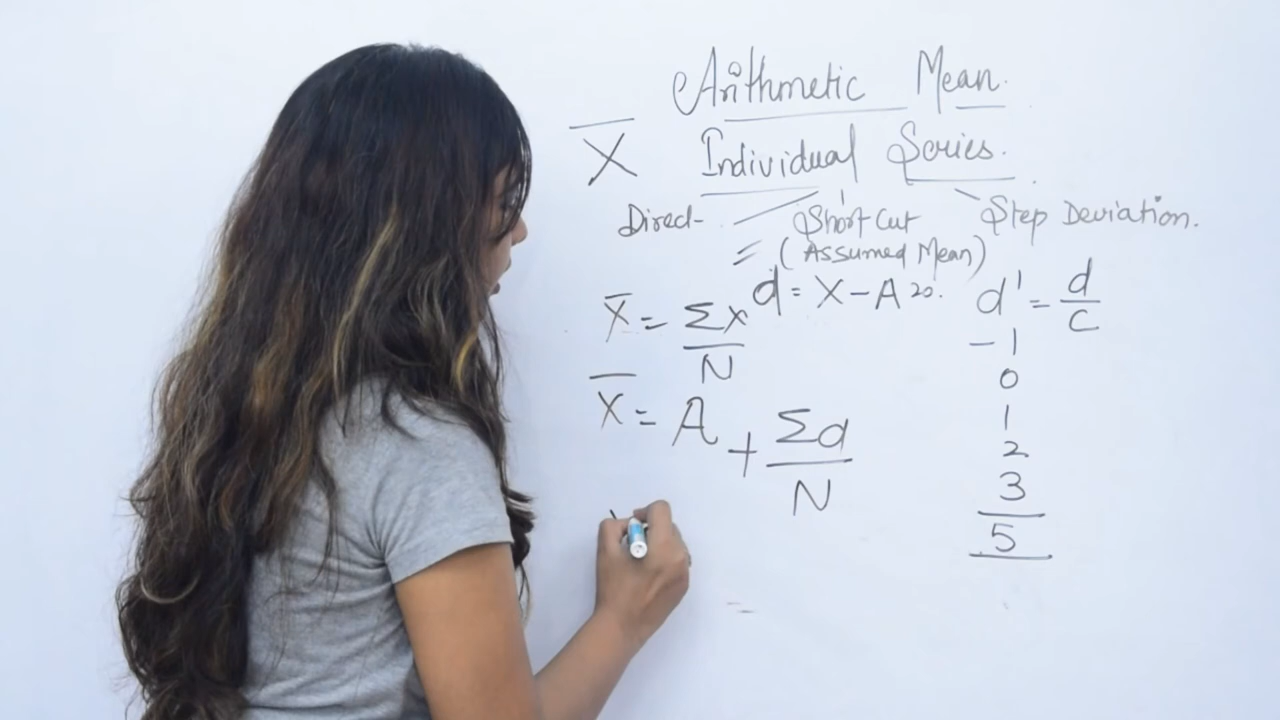 Arithmetic Mean.
X̅ Individual Series.
Direct- Short Cut Step Deviation.
= (Assumed Mean)
d = X - A 20. d' = d/c
X̅ = Σx/N
-1
0
X̅ = A + Σd/N
1
2
3
5